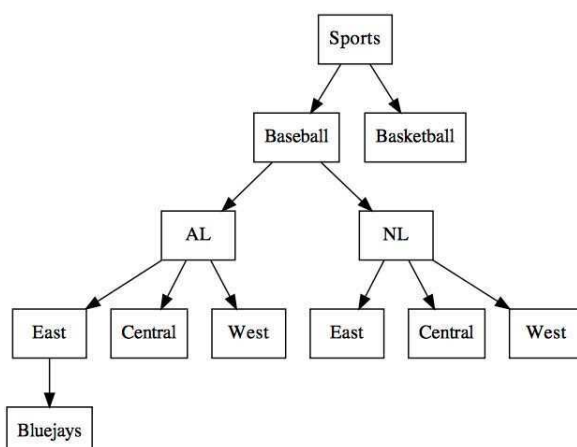 Sports
Baseball
Basketball
AL
NL
East
Central
West
East
Central
West
Bluejays